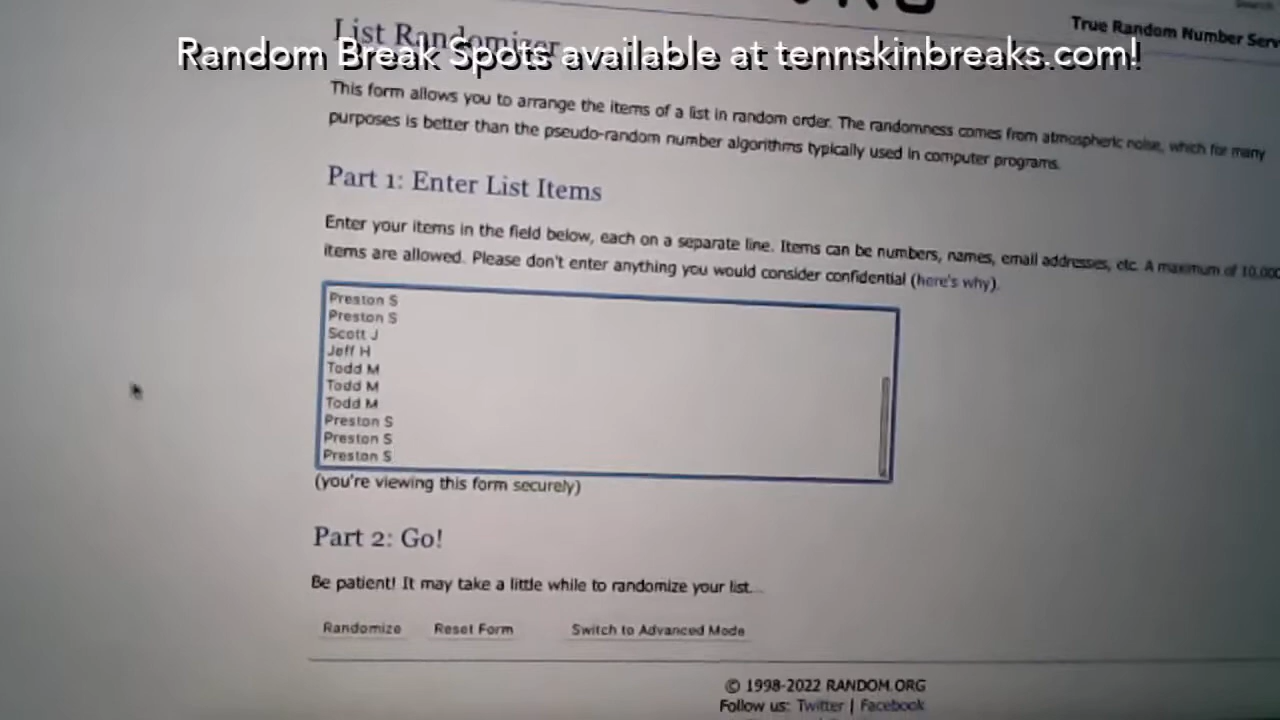 True Random Number Serv
List Randomizer
Random Break Spots available at tennskinbreaks.com!
This form allows you to arrange the items of a list in random order. The randomness comes from atmospheric noise, which for many
purposes is better than the pseudo-random number algorithms typically used in computer programs.
Part 1: Enter List Items
Enter your items in the field below, each on a separate line. Items can be numbers, names, email addresses, etc. A maximum of 10,000
items are allowed. Please don't enter anything you would consider confidential (here's why).
Preston S
Preston S
Scott J
Jeff H
Todd M
Todd M
Todd M
Preston S
Preston S
Preston S
(you're viewing this form securely)
Part 2: Go!
Be patient! It may take a little while to randomize your list...
Randomize Reset Form Switch to Advanced Mode
© 1998-2022 RANDOM.ORG
Follow us: Twitter | Facebook